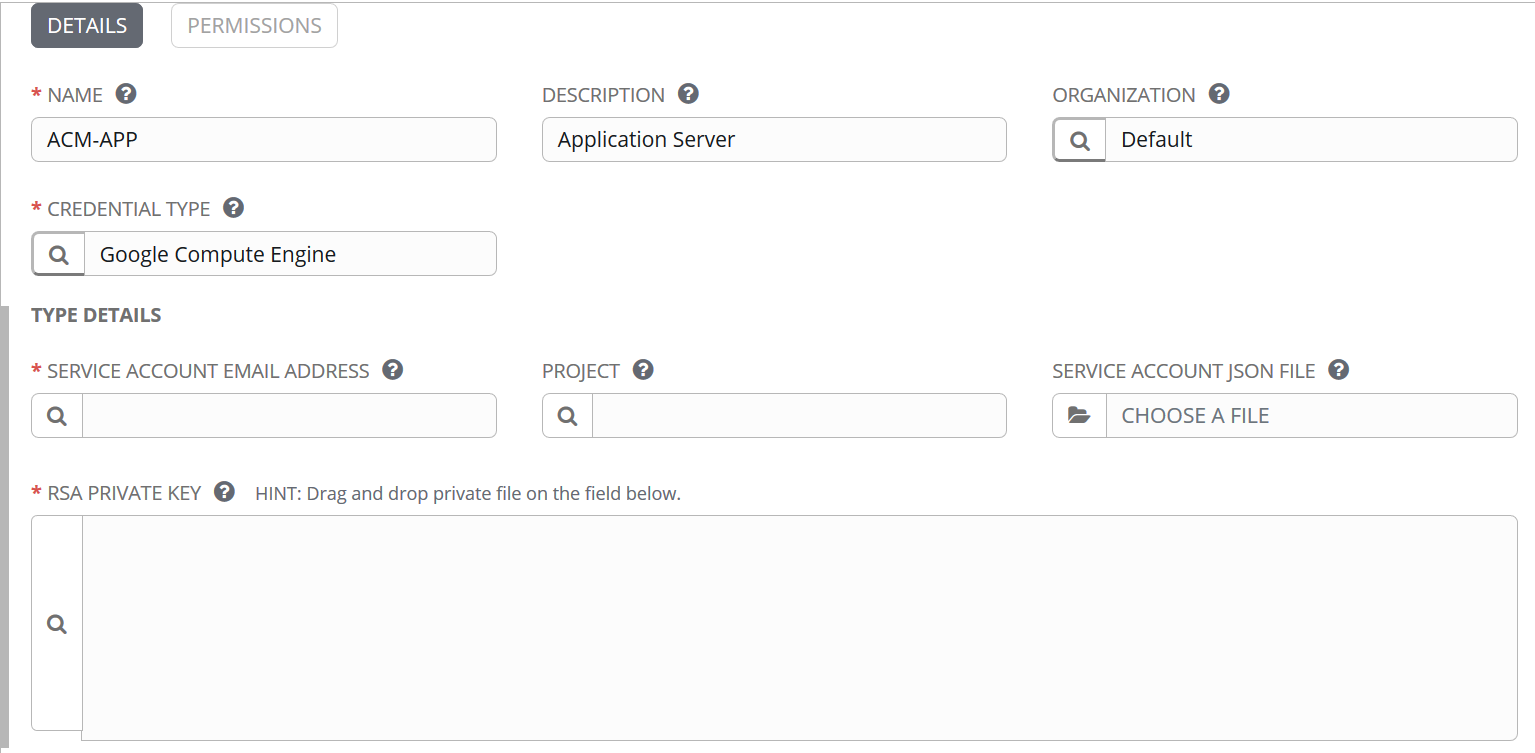 DETAILS PERMISSIONS
* NAME ? DESCRIPTION ? ORGANIZATION ?
ACM-APP Application Server Default
* CREDENTIAL TYPE ?
Google Compute Engine
TYPE DETAILS
* SERVICE ACCOUNT EMAIL ADDRESS ? PROJECT ? SERVICE ACCOUNT JSON FILE ?
CHOOSE A FILE
* RSA PRIVATE KEY ? HINT: Drag and drop private file on the field below.